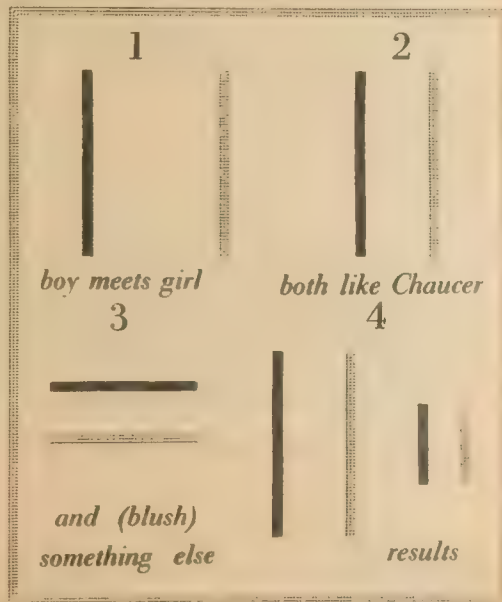 1
boy meets girl
2
both like Chaucer
3
and (blush)
something else
4
results